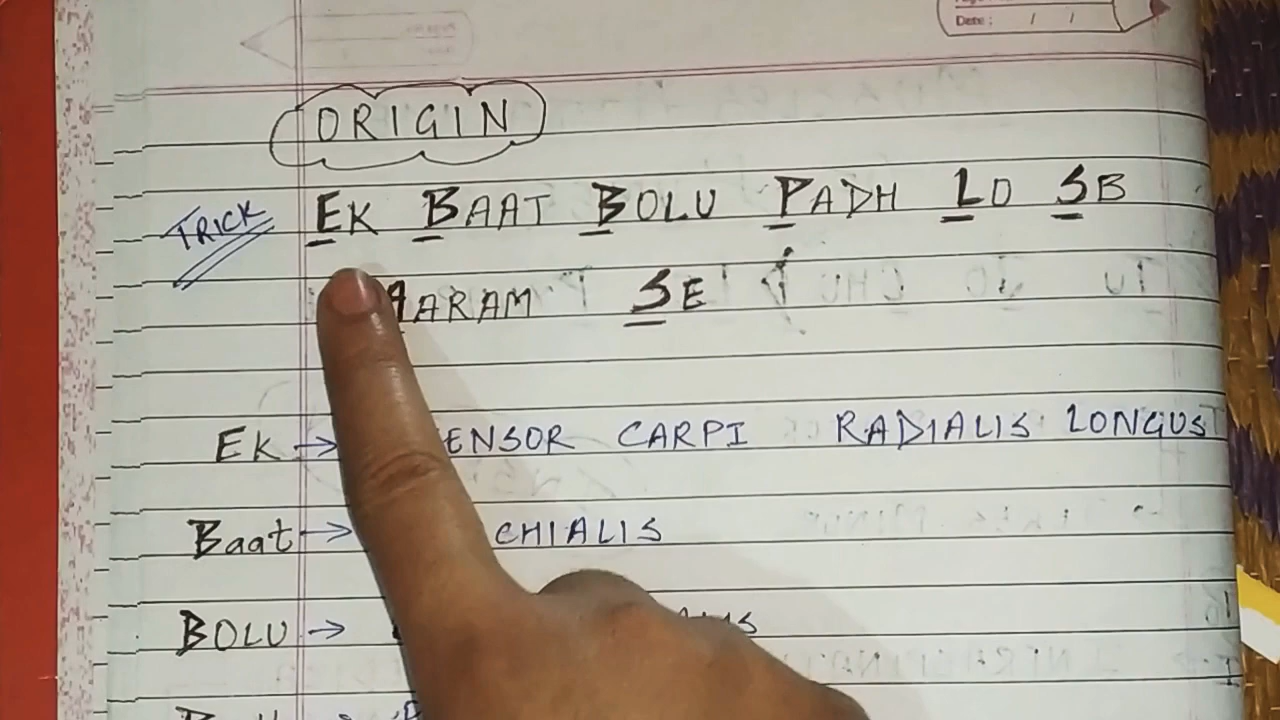 Date : / /
ORIGIN
TRICK EK BAAT BOLU PADH LO SB
AARAM SE
EK → ENSOR CARPI RADIALIS LONGUS
Baat → CHIALIS
BOLU →